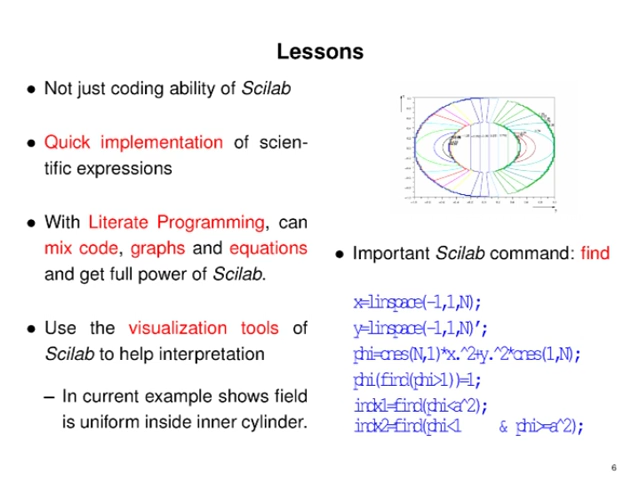 Lessons
• Not just coding ability of Scilab
• Quick implementation of scien-
tific expressions
• With Literate Programming, can
mix code, graphs and equations
and get full power of Scilab.
• Use the visualization tools of
Scilab to help interpretation
– In current example shows field
is uniform inside inner cylinder.
• Important Scilab command: find
x=linspace(-1,1,N);
y=linspace(-1,1,N)';
phi=ones(N,1)*x.^2+y.^2*ones(1,N);
phi(find(phi>1))=1;
indx1=find(phi<a^2);
indx2=find(phi<1 & phi>=a^2);
6